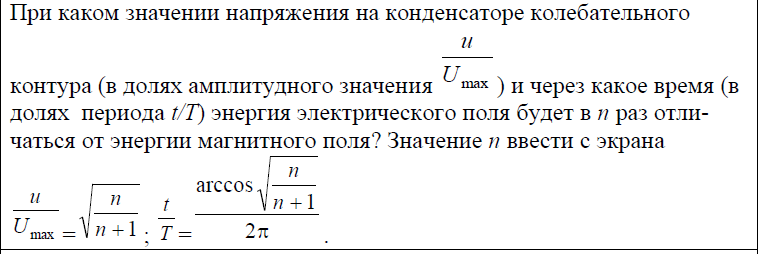 При каком значении напряжения на конденсаторе колебательного
контура (в долях амплитудного значения $\frac{u}{U_{\max}}$ ) и через какое время (в
долях периода t/T) энергия электрического поля будет в n раз отли-
чаться от энергии магнитного поля? Значение n ввести с экрана
$\frac{u}{U_{\max}} = \sqrt{\frac{n}{n+1}}$ ; $\frac{t}{T} = \frac{\arccos\sqrt{\frac{n}{n+1}}}{2\pi}$ .